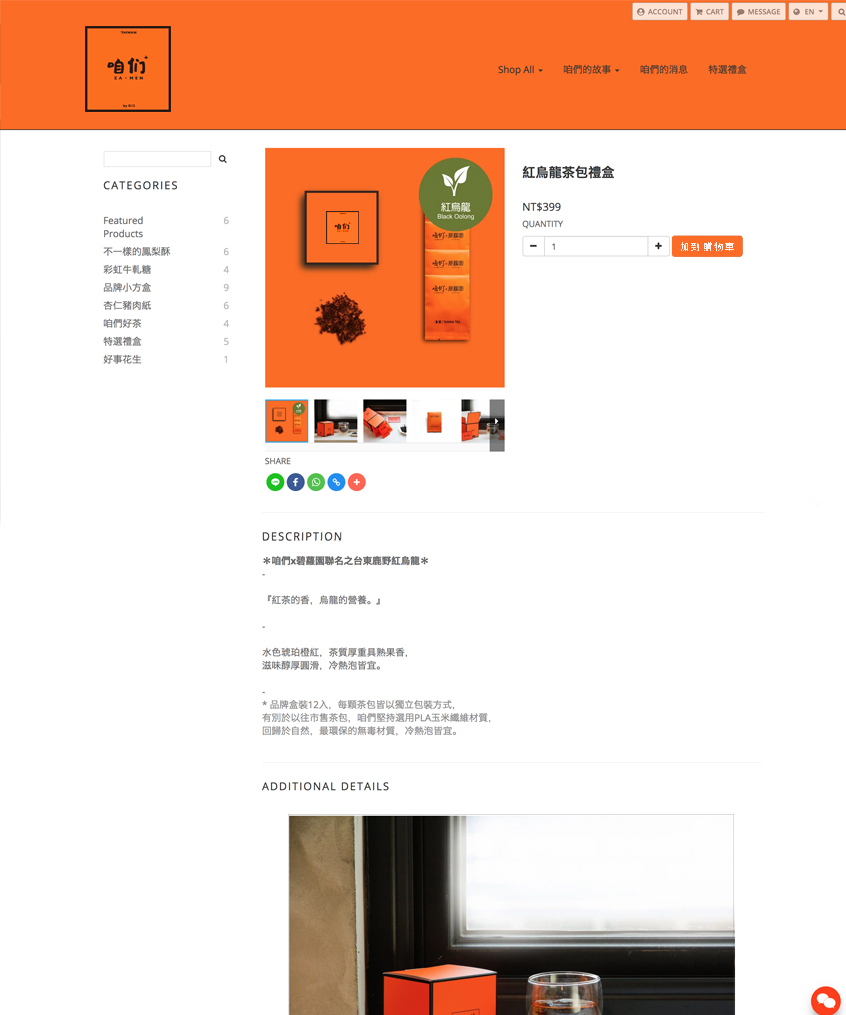 ACCOUNT
CART
MESSAGE
EN
咱们
ZA·MEN
Shop All
咱們的故事
咱們的消息
特選禮盒
CATEGORIES
Featured Products 6
不一樣的鳳梨酥 6
彩虹牛軋糖 4
品牌小方盒 9
杏仁豬肉紙 6
咱們好茶 4
特選禮盒 5
好事花生 1
紅烏龍
Black Oolong
紅烏龍茶包禮盒
NT$399
QUANTITY
1
加到購物車
SHARE
DESCRIPTION
＊咱們x碧蘿園聯名之台東鹿野紅烏龍＊
-
『紅茶的香，烏龍的營養。』
-
水色琥珀橙紅，茶質厚重具熟果香，
滋味醇厚圓滑，冷熱泡皆宜。
-
* 品牌盒裝12入，每顆茶包皆以獨立包裝方式，
有別於以往市售茶包，咱們堅持選用PLA玉米纖維材質，
回歸於自然，最環保的無毒材質，冷熱泡皆宜。
ADDITIONAL DETAILS